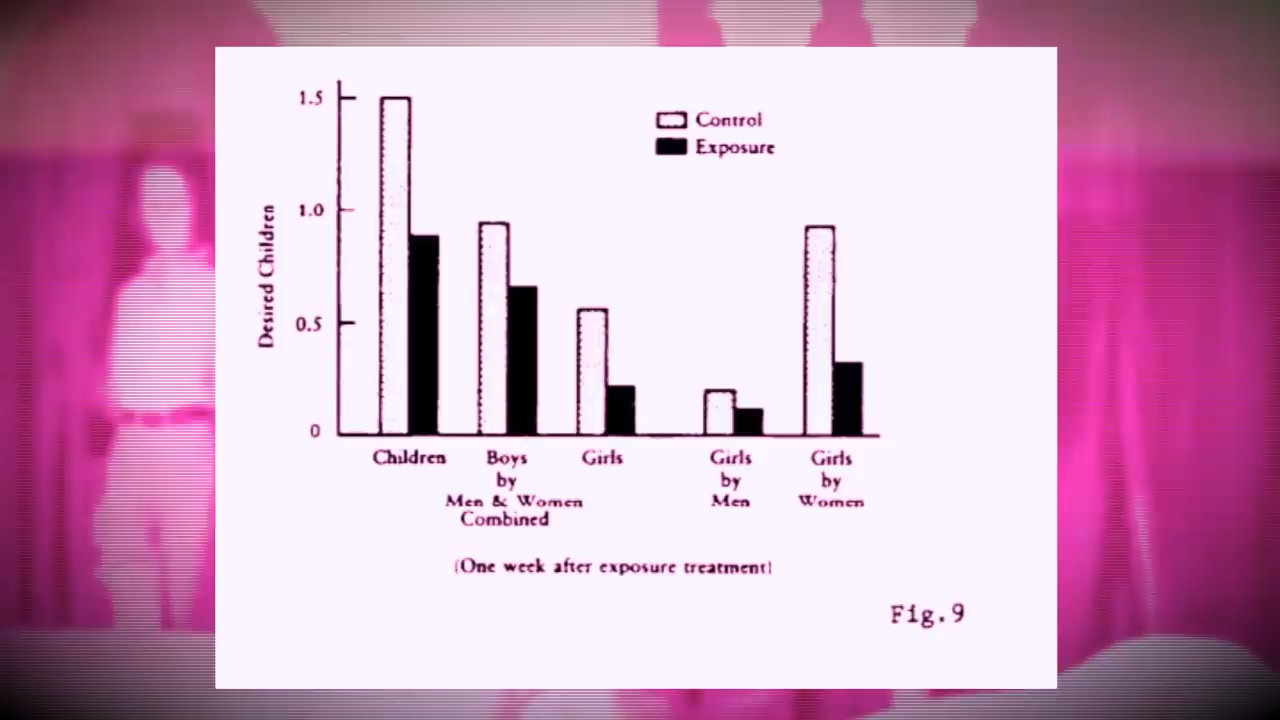 1.5
1.0
0.5
0
Desired Children
Control
Exposure
Children
Boys
by
Men & Women
Combined
Girls
Girls
by
Men
Girls
by
Women
(One week after exposure treatment)
Fig.9